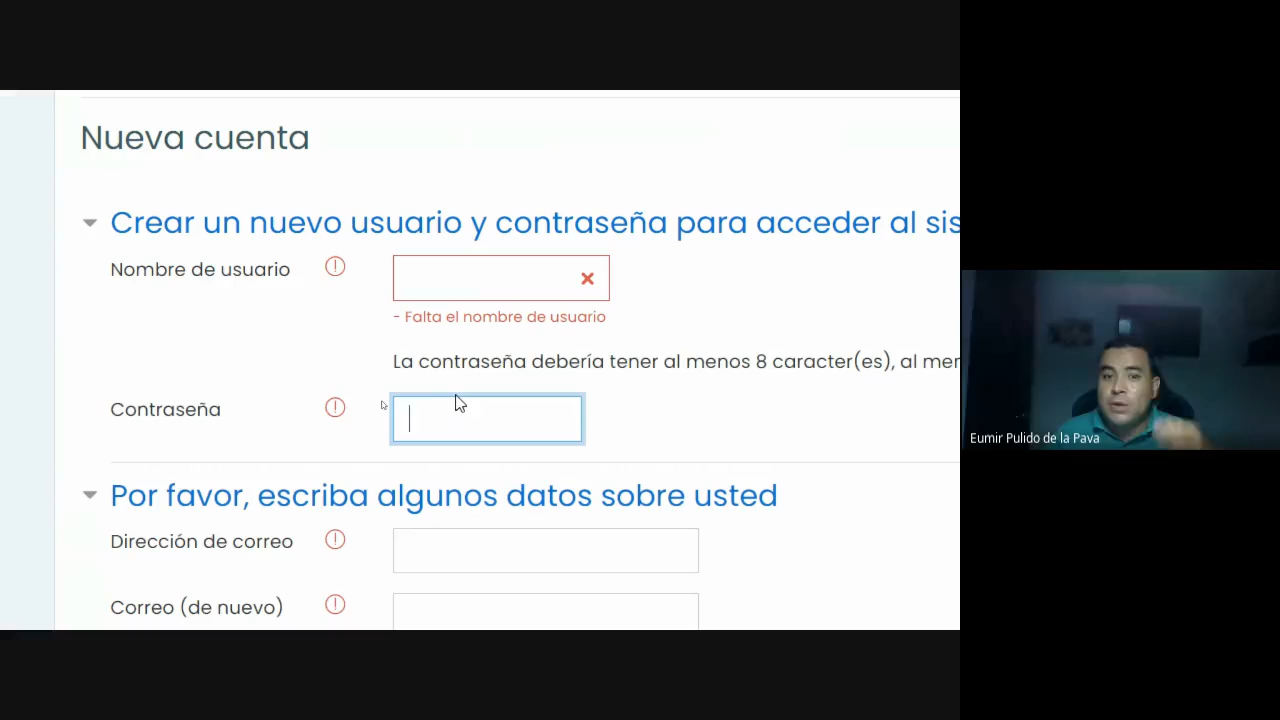 Nueva cuenta
Crear un nuevo usuario y contraseña para acceder al sis
Nombre de usuario
- Falta el nombre de usuario
La contraseña debería tener al menos 8 caracter(es), al mer
Contraseña
Por favor, escriba algunos datos sobre usted
Dirección de correo
Correo (de nuevo)
Eumir Pulido de la Pava